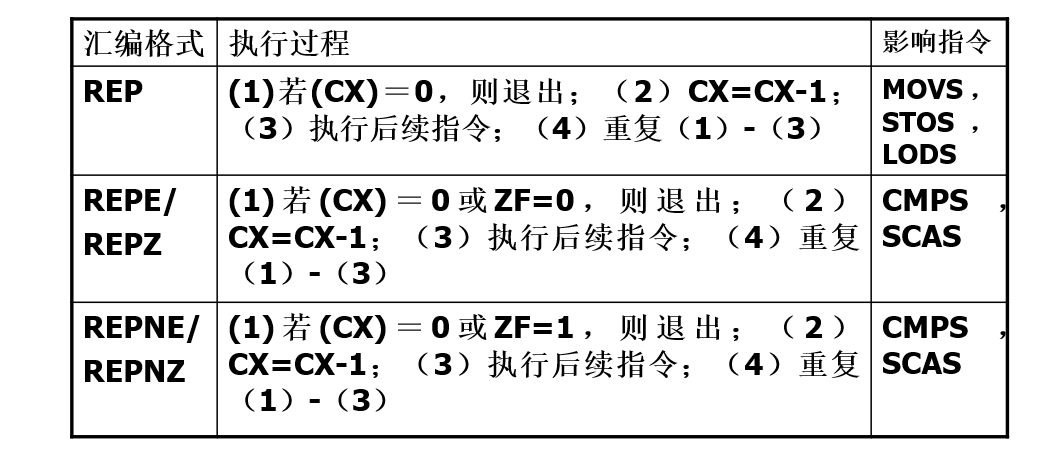 汇编格式 执行过程 影响指令
REP (1)若(CX)＝0，则退出；（2）CX=CX-1； MOVS，
（3）执行后续指令；（4）重复（1）-（3） STOS ，
LODS
REPE/ (1)若(CX)＝0或ZF=0，则退出；（2） CMPS ，
REPZ CX=CX-1；（3）执行后续指令；（4）重复 SCAS
（1）-（3）
REPNE/ (1)若(CX)＝0或ZF=1，则退出；（2） CMPS ，
REPNZ CX=CX-1；（3）执行后续指令；（4）重复 SCAS
（1）-（3）